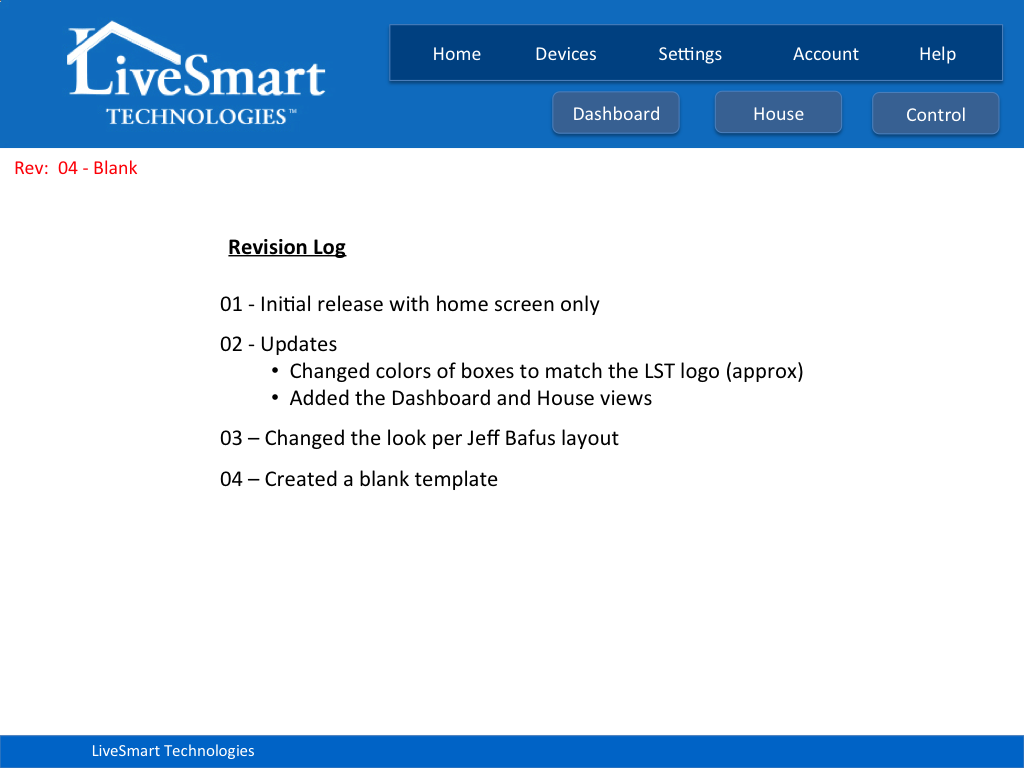 LiveSmart
TECHNOLOGIES™
Home Devices Settings Account Help
Dashboard House Control
Rev: 04 - Blank
Revision Log
01 - Initial release with home screen only
02 - Updates
• Changed colors of boxes to match the LST logo (approx)
• Added the Dashboard and House views
03 – Changed the look per Jeff Bafus layout
04 – Created a blank template
LiveSmart Technologies